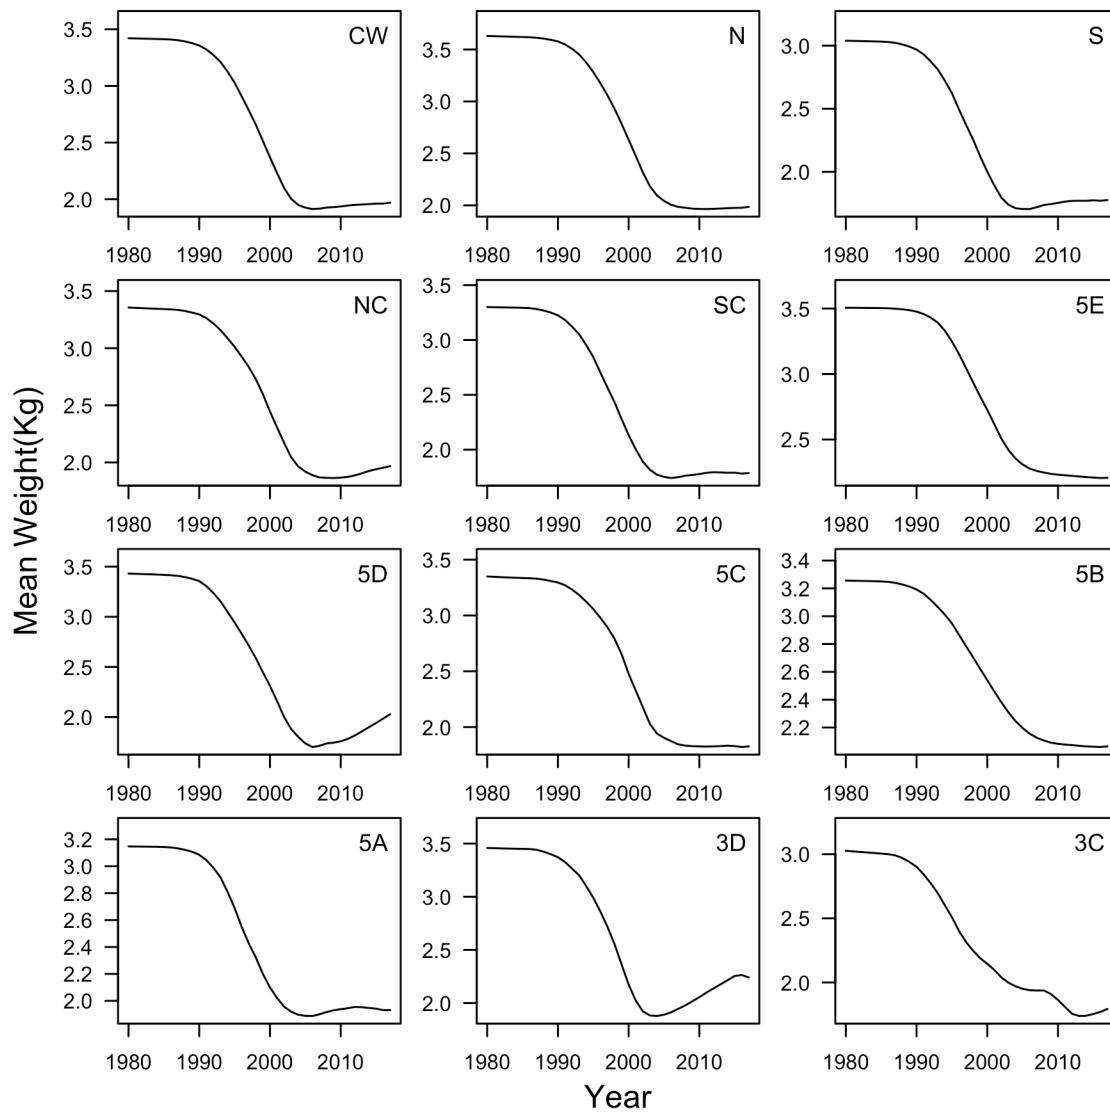 CW N S
3.5 3.0 2.5 2.0
3.5 3.0 2.5 2.0
3.0 2.5 2.0
1980 1990 2000 2010 1980 1990 2000 2010 1980 1990 2000 2010
NC SC 5E
3.5 3.0 2.5 2.0
3.5 3.0 2.5 2.0
3.5 3.0 2.5
1980 1990 2000 2010 1980 1990 2000 2010 1980 1990 2000 2010
Mean Weight(Kg)
5D 5C 5B
3.5 3.0 2.5 2.0
3.5 3.0 2.5 2.0
3.4 3.2 3.0 2.8 2.6 2.4 2.2
1980 1990 2000 2010 1980 1990 2000 2010 1980 1990 2000 2010
5A 3D 3C
3.2 3.0 2.8 2.6 2.4 2.2 2.0
3.5 3.0 2.5 2.0
3.0 2.5 2.0
1980 1990 2000 2010 1980 1990 2000 2010 1980 1990 2000 2010
Year